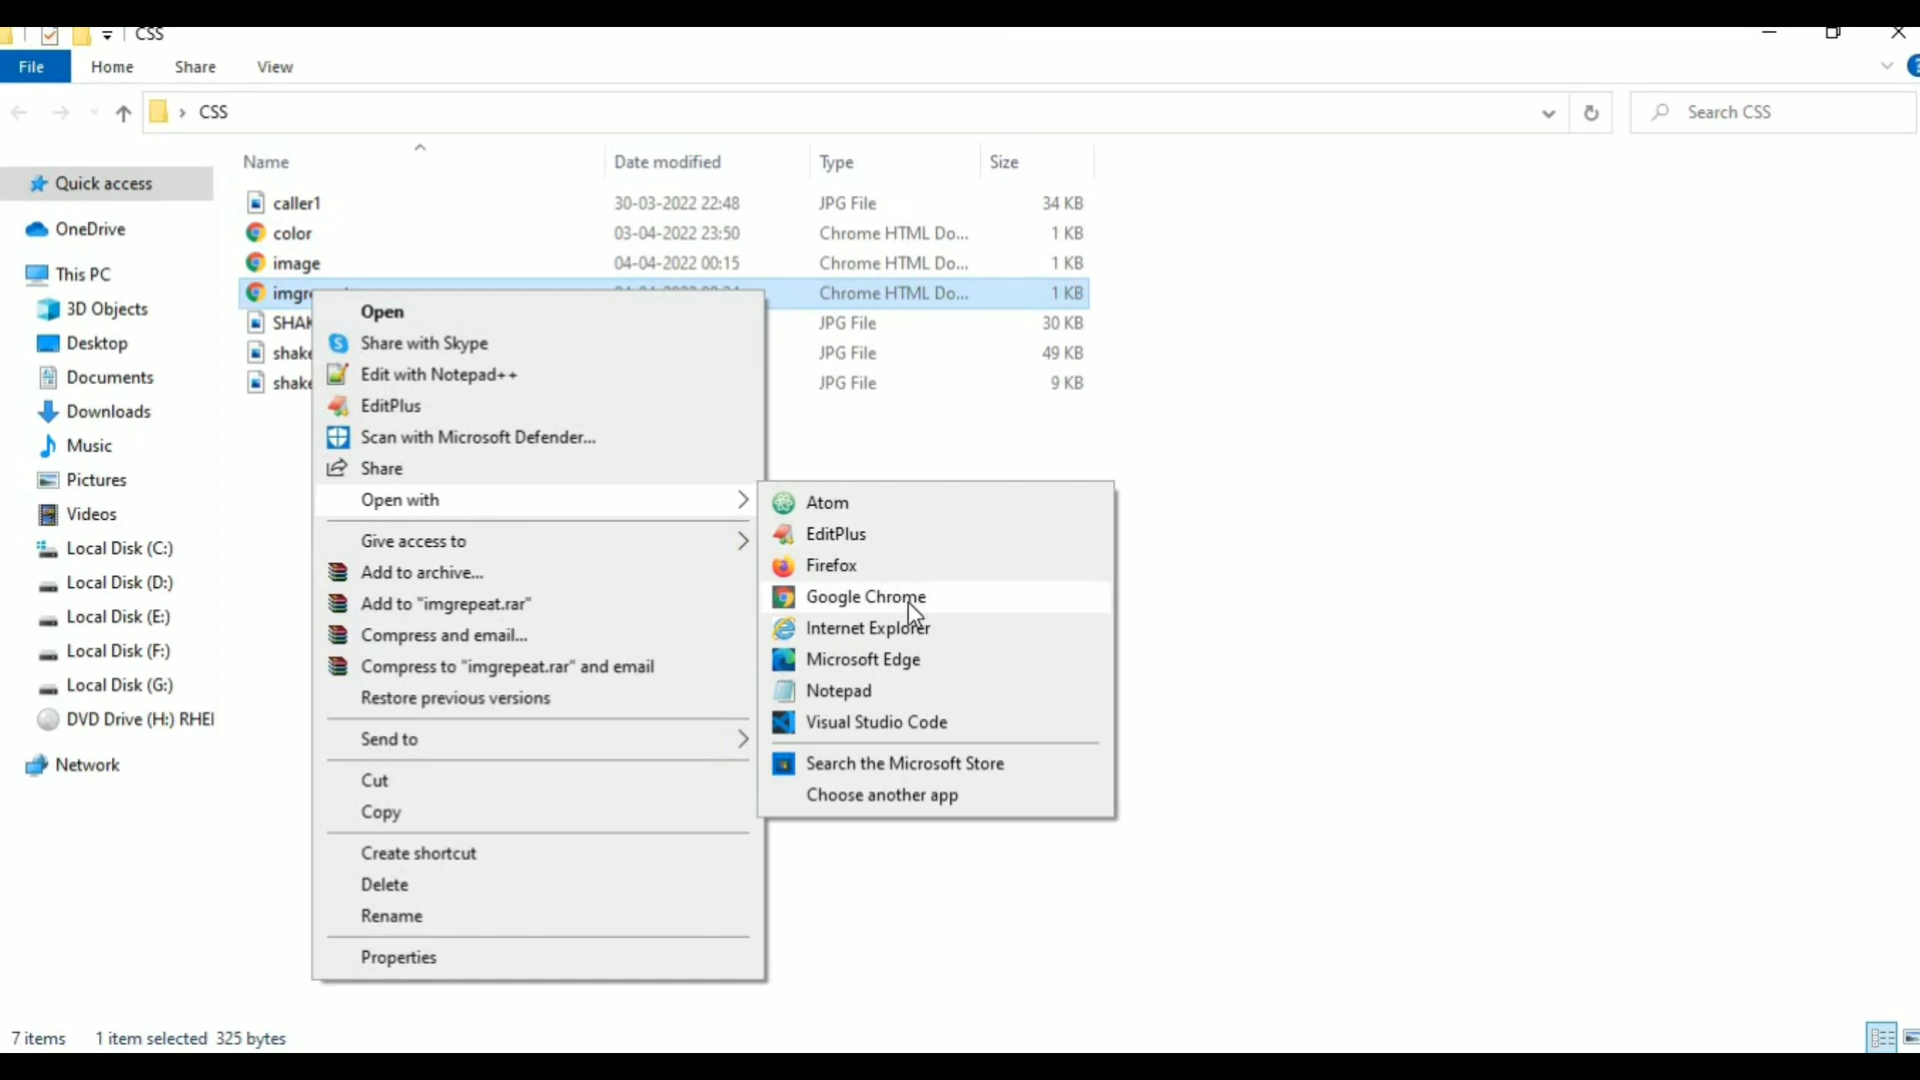 CSS
File Home Share View
CSS
Search CSS
Name Date modified Type Size
Quick access
OneDrive
This PC
3D Objects
Desktop
Documents
Downloads
Music
Pictures
Videos
Local Disk (C:)
Local Disk (D:)
Local Disk (E:)
Local Disk (F:)
Local Disk (G:)
DVD Drive (H:) RHEI
Network
caller1 30-03-2022 22:48 JPG File 34 KB
color 03-04-2022 23:50 Chrome HTML Do... 1 KB
image 04-04-2022 00:15 Chrome HTML Do... 1 KB
Chrome HTML Do... 1 KB
JPG File 30 KB
JPG File 49 KB
JPG File 9 KB
Open
Share with Skype
Edit with Notepad++
EditPlus
Scan with Microsoft Defender...
Share
Open with
Give access to
Add to archive...
Add to "imgrepeat.rar"
Compress and email...
Compress to "imgrepeat.rar" and email
Restore previous versions
Send to
Cut
Copy
Create shortcut
Delete
Rename
Properties
Atom
EditPlus
Firefox
Google Chrome
Internet Explorer
Microsoft Edge
Notepad
Visual Studio Code
Search the Microsoft Store
Choose another app
7 items 1 item selected 325 bytes